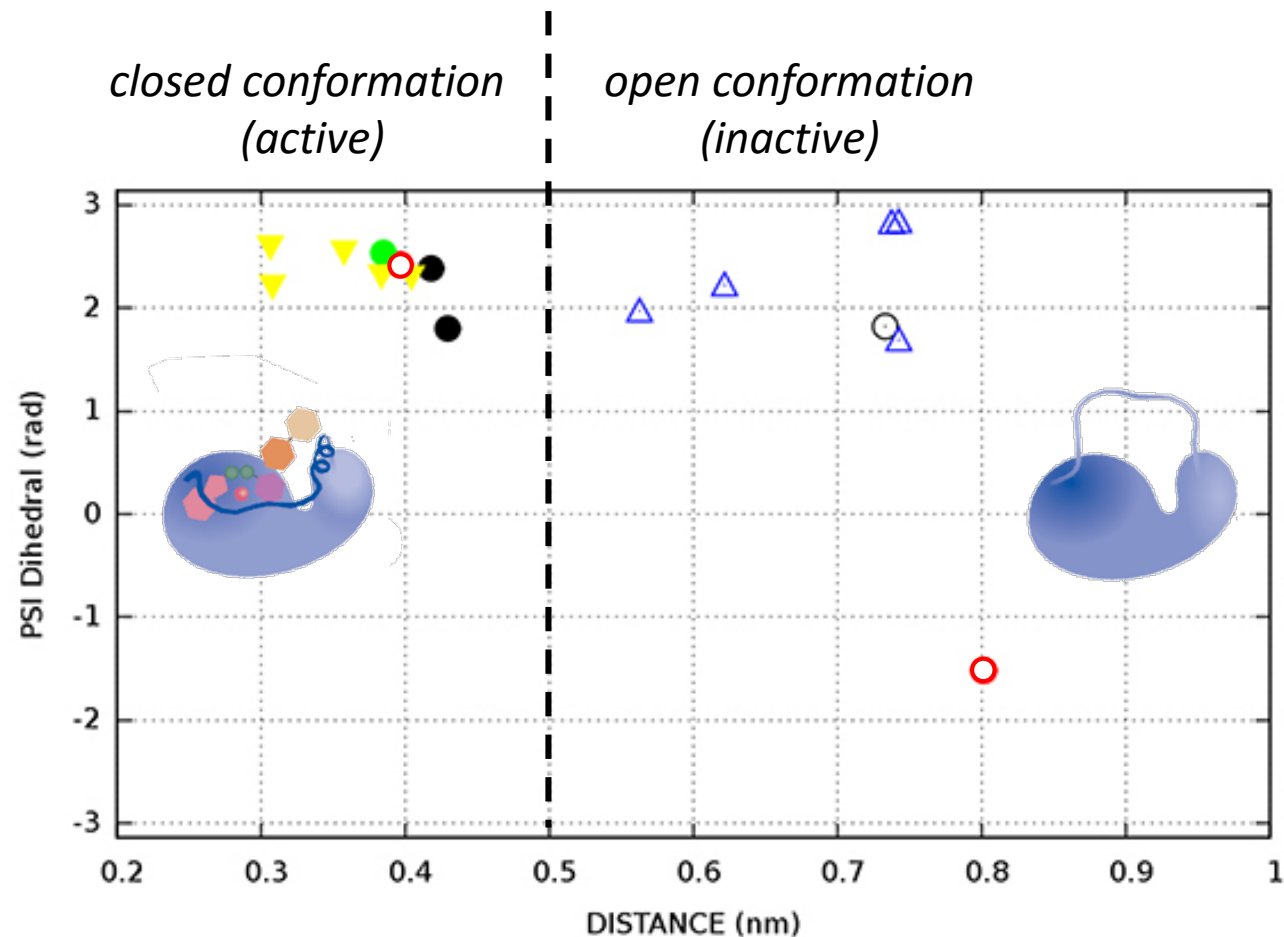 closed conformation
(active)
open conformation
(inactive)
3
2
1
0
-1
-2
-3
PSI Dihedral (rad)
0.2 0.3 0.4 0.5 0.6 0.7 0.8 0.9 1
DISTANCE (nm)